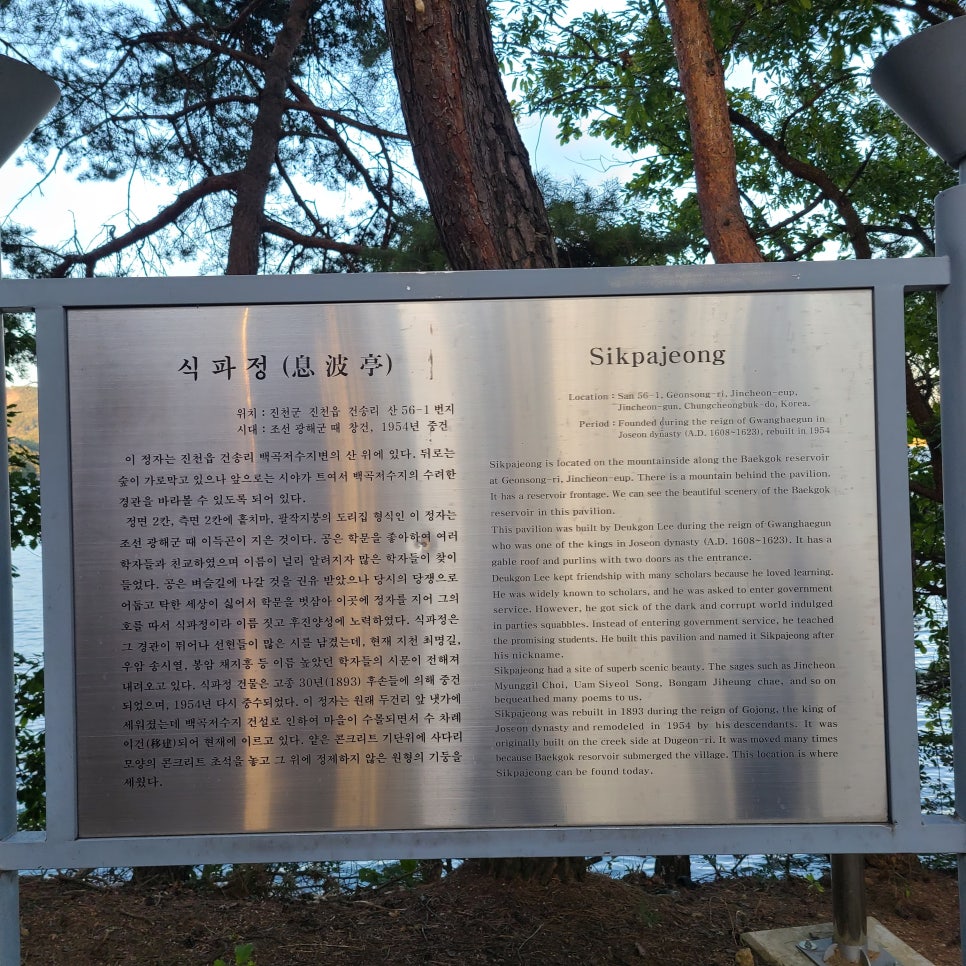 식파정 (息波亭)
위치 : 진천군 진천읍 건송리 산 56-1 번지
시대 : 조선 광해군 때 창건, 1954년 중건
이 정자는 진천읍 건송리 백곡저수지변의 산 위에 있다. 뒤로는
숲이 가로막고 있으나 앞으로는 시야가 트여서 백곡저수지의 수려한
경관을 바라볼 수 있도록 되어 있다.
정면 2칸, 측면 2칸에 홑치마, 팔작지붕의 도리집 형식인 이 정자는
조선 광해군 때 이득곤이 지은 것이다. 공은 학문을 좋아하여 여러
학자들과 친교하였으며 이름이 널리 알려지자 많은 학자들이 찾이
들었다. 공은 벼슬길에 나갈 것을 권유 받았으나 당시의 당쟁으로
어둡고 탁한 세상이 싫어서 학문을 벗삼아 이곳에 정자를 지어 그의
호를 따서 식파정이라 이름 짓고 후진양성에 노력하였다. 식파정은
그 경관이 뛰어나 선현들이 많은 시를 남겼는데, 현재 지천 최명길,
우암 송시열, 봉암 채지홍 등 이름 높았던 학자들의 시문이 전해져
내려오고 있다. 식파정 건물은 고종 30년(1893) 후손들에 의해 중건
되었으며, 1954년 다시 중수되었다. 이 정자는 원래 두건리 앞 냇가에
세워졌는데 백곡저수지 건설로 인하여 마을이 수몰되면서 수 차례
이건(移建)되어 현재에 이르고 있다. 얕은 콘크리트 기단위에 사다리
모양의 콘크리트 초석을 놓고 그 위에 정제하지 않은 원형의 기둥을
세웠다.
Sikpajeong
Location : San 56-1, Geonsong-ri, Jincheon-eup,
Jincheon-gun, Chungcheongbuk-do, Korea.
Period : Founded during the reign of Gwanghaegun in
Joseon dynasty (A.D. 1608~1623), rebuilt in 1954
Sikpajeong is located on the mountainside along the Baekgok reservoir
at Geonsong-ri, Jincheon-eup. There is a mountain behind the pavilion.
It has a reservoir frontage. We can see the beautiful scenery of the Baekgok
resorvoir in this pavilion.
This pavilion was built by Deukgon Lee during the reign of Gwanghaegun
who was one of the kings in Joseon dynasty (A.D. 1608~1623). It has a
gable roof and purlins with two doors as the entrance.
Deukgon Lee kept friendship with many scholars because he loved learning.
He was widely known to scholars, and he was asked to enter government
service. However, he got sick of the dark and corrupt world indulged
in parties squabbles. Instead of entering government service, he teached
the promising students. He built this pavilion and named it Sikpajeong after
his nickname.
Sikpajeong had a site of superb scenic beauty. The sages such as Jincheon
Myunggil Choi, Uam Siyeol Song, Bongam Jiheung chae, and so on
bequeathed many poems to us.
Sikpajeong was rebuilt in 1893 during the reign of Gojong, the king of
Joseon dynasty and remodeled in 1954 by his descendants. It was
originally built on the creek side at Dugeon-ri. It was moved many times
because Baekgok resorvoir submerged the village. This location is where
Sikpajeong can be found today.